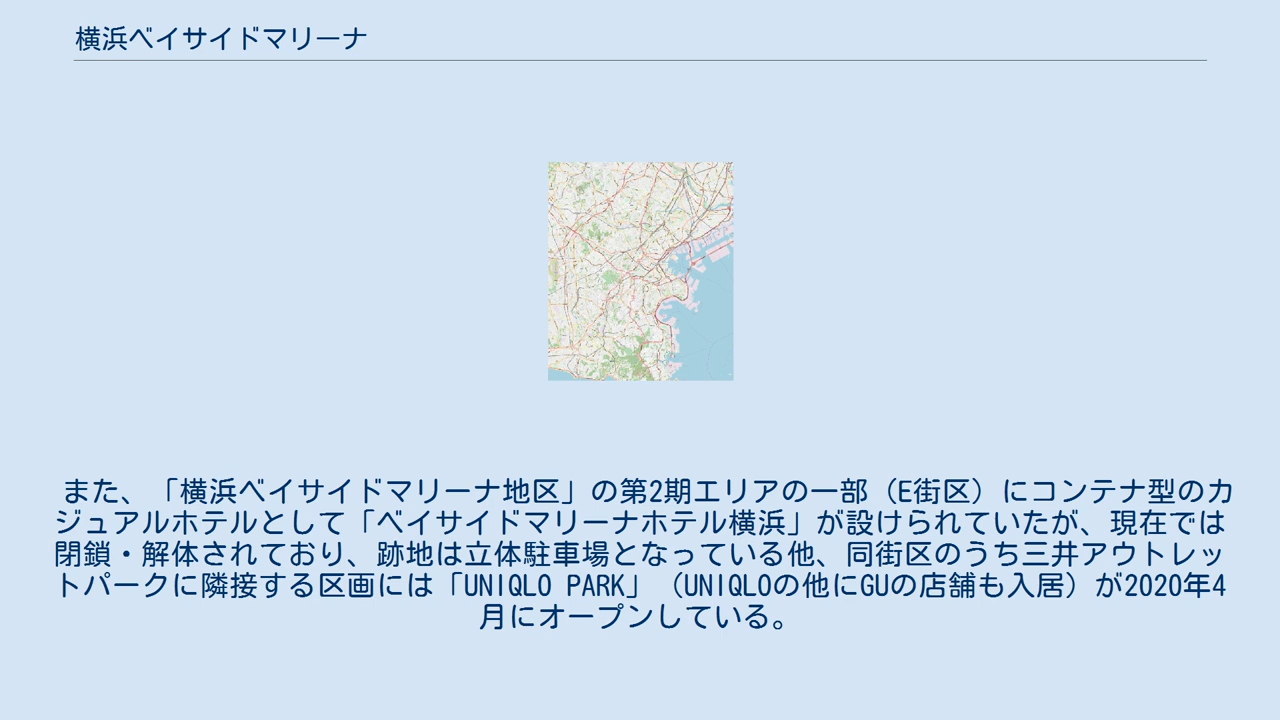 横浜ベイサイドマリーナ
また、「横浜ベイサイドマリーナ地区」の第2期エリアの一部（E街区）にコンテナ型のカ
ジュアルホテルとして「ベイサイドマリーナホテル横浜」が設けられていたが、現在では
閉鎖・解体されており、跡地は立体駐車場となっている他、同街区のうち三井アウトレッ
トパークに隣接する区画には「UNIQLO PARK」（UNIQLOの他にGUの店舗も入居）が2020年4
月にオープンしている。